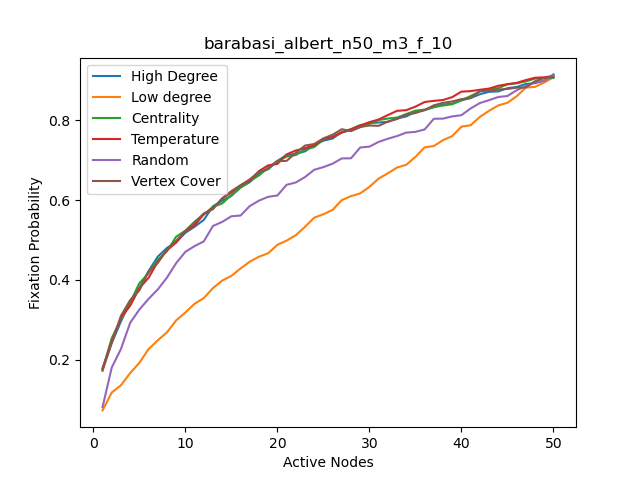 barabasi_albert_n50_m3_f_10
High Degree
Low degree
Centrality
Temperature
Random
Vertex Cover
Fixation Probability
0.8
0.6
0.4
0.2
0 10 20 30 40 50
Active Nodes